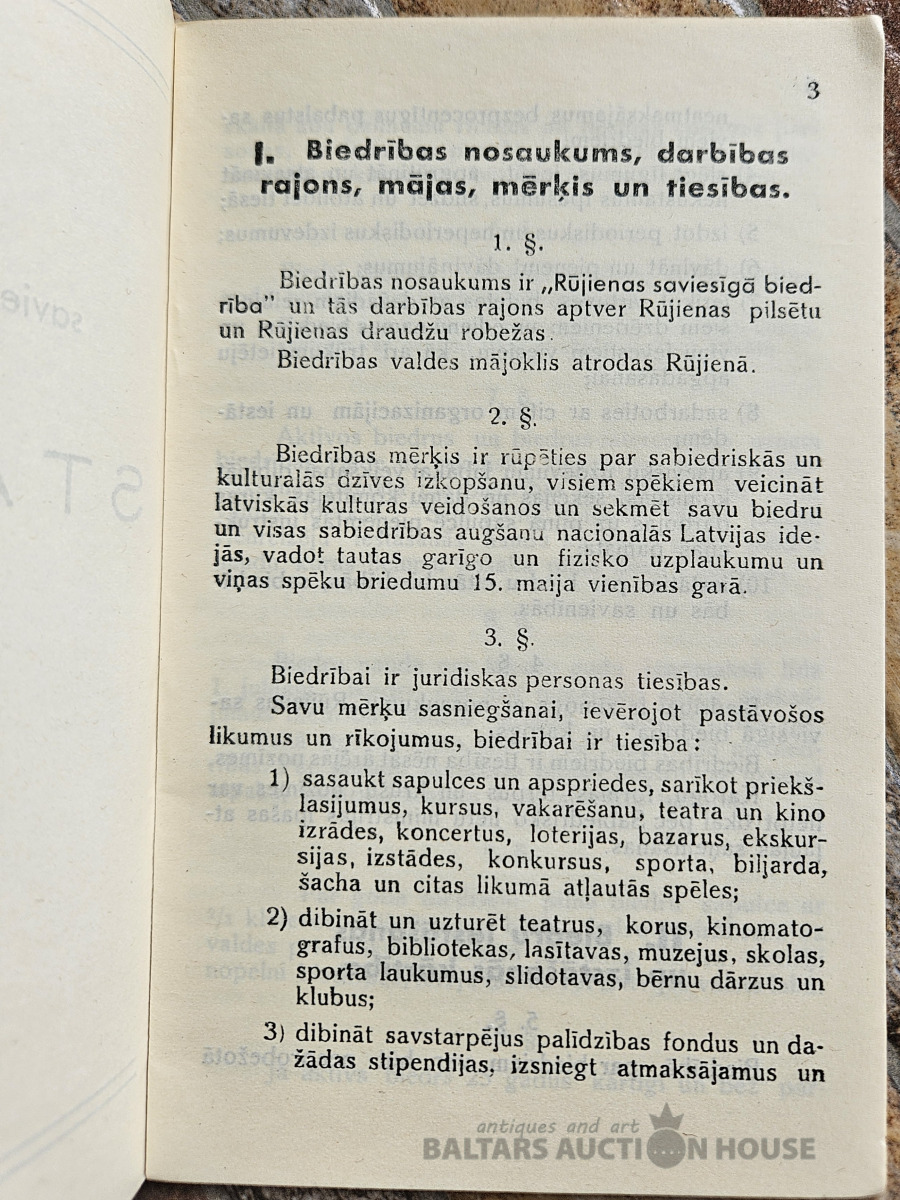 3
I. Biedrības nosaukums, darbības
rajons, mājas, mērķis un tiesības.
1. §.
Biedrības nosaukums ir „Rūjienas saviesīgā bied-
rība" un tās darbības rajons aptver Rūjienas pilsētu
un Rūjienas draudžu robežas.
Biedrības valdes mājoklis atrodas Rūjienā.
2. §.
Biedrības mērķis ir rūpēties par sabiedriskās un
kulturalās dzīves izkopšanu, visiem spēkiem veicināt
latviskās kulturas veidošanos un sekmēt savu biedru
un visas sabiedrības augšanu nacionalās Latvijas ide-
jās, vadot tautas garīgo un fizisko uzplaukumu un
viņas spēku briedumu 15. maija vienības garā.
3. §.
Biedrībai ir juridiskas personas tiesības.
Savu mērķu sasniegšanai, ievērojot pastāvošos
likumus un rīkojumus, biedrībai ir tiesība:
1) sasaukt sapulces un apspriedes, sarīkot priekš-
lasijumus, kursus, vakarēšanu, teatra un kino
izrādes, koncertus, loterijas, bazarus, ekskur-
sijas, izstādes, konkursus, sporta, biljarda,
šacha un citas likumā atļautās spēles;
2) dibināt un uzturēt teatrus, korus, kinomato-
grafus, bibliotekas, lasītavas, muzejus, skolas,
sporta laukumus, slidotavas, bērnu dārzus un
klubus;
3) dibināt savstarpējus palīdzības fondus un da-
žādas stipendijas, izsniegt atmaksājamus un
antiques and art
BALTARS AUCTION HOUSE